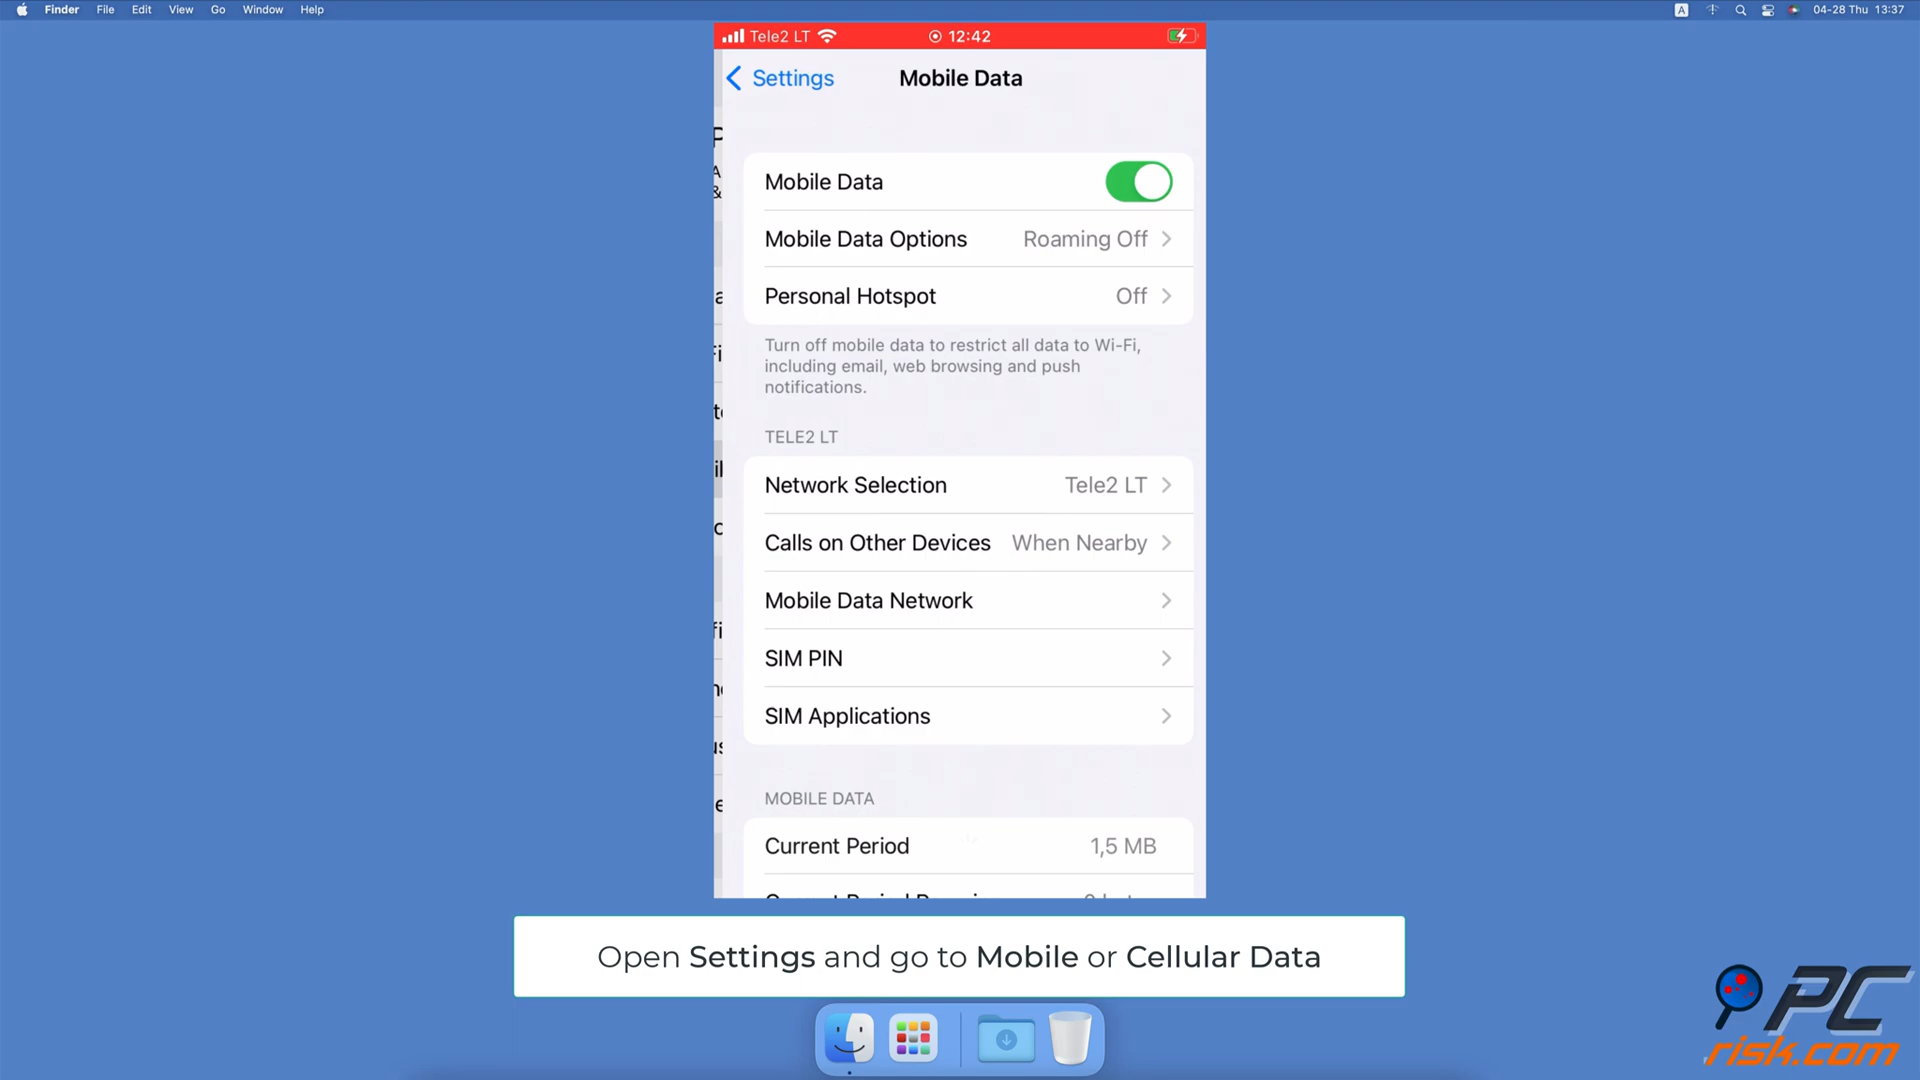 Finder File Edit View Go Window Help
A 04-28 Thu 13:37
Tele2 LT 12:42
Settings Mobile Data
Mobile Data
Mobile Data Options Roaming Off
Personal Hotspot Off
Turn off mobile data to restrict all data to Wi-Fi,
including email, web browsing and push
notifications.
TELE2 LT
Network Selection Tele2 LT
Calls on Other Devices When Nearby
Mobile Data Network
SIM PIN
SIM Applications
MOBILE DATA
Current Period 1,5 MB
Open Settings and go to Mobile or Cellular Data
PC
risk.com